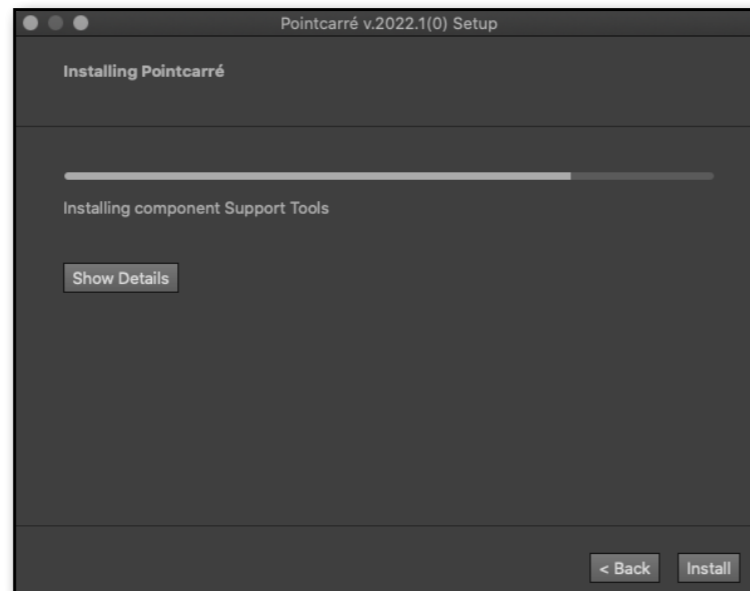 Pointcarré v.2022.1(0) Setup
Installing Pointcarré
Installing component Support Tools
Show Details
< Back
Install